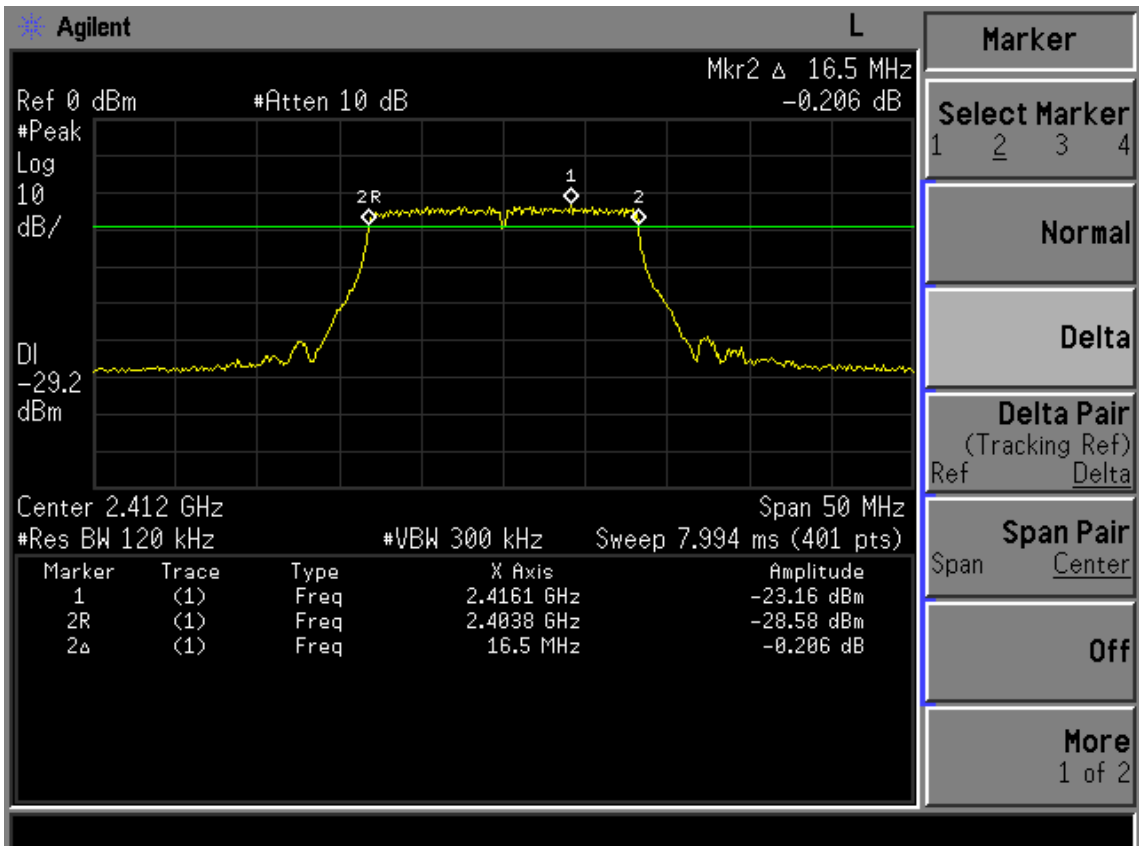 Agilent L
Mkr2 Δ 16.5 MHz
Ref 0 dBm #Atten 10 dB -0.206 dB
#Peak
Log
10
dB/
DI
-29.2
dBm
2R
1
2
Center 2.412 GHz Span 50 MHz
#Res BW 120 kHz #VBW 300 kHz Sweep 7.994 ms (401 pts)
Marker Trace Type X Axis Amplitude
1 (1) Freq 2.4161 GHz -23.16 dBm
2R (1) Freq 2.4038 GHz -28.58 dBm
2Δ (1) Freq 16.5 MHz -0.206 dB
Marker
Select Marker
1 2 3 4
Normal
Delta
Delta Pair
(Tracking Ref)
Ref Delta
Span Pair
Span Center
Off
More
1 of 2